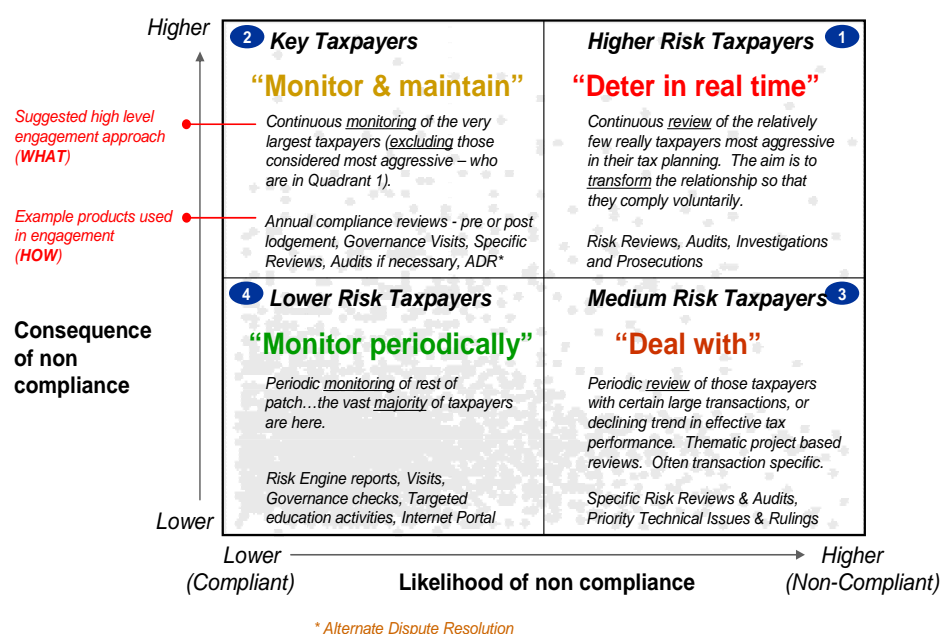 Higher
2 Key Taxpayers
“Monitor & maintain”
Continuous monitoring of the very
largest taxpayers (excluding those
considered most aggressive – who
are in Quadrant 1).
Annual compliance reviews - pre or post
lodgement, Governance Visits, Specific
Reviews, Audits if necessary, ADR*
Higher Risk Taxpayers 1
“Deter in real time”
Continuous review of the relatively
few really taxpayers most aggressive
in their tax planning. The aim is to
transform the relationship so that
they comply voluntarily.
Risk Reviews, Audits, Investigations
and Prosecutions
Suggested high level
engagement approach
(WHAT)
Example products used
in engagement
(HOW)
Consequence
of non
compliance
4 Lower Risk Taxpayers
“Monitor periodically”
Periodic monitoring of rest of
patch…the vast majority of taxpayers
are here.
Risk Engine reports, Visits,
Governance checks, Targeted
education activities, Internet Portal
Medium Risk Taxpayers 3
“Deal with”
Periodic review of those taxpayers
with certain large transactions, or
declining trend in effective tax
performance. Thematic project based
reviews. Often transaction specific.
Specific Risk Reviews & Audits,
Priority Technical Issues & Rulings
Lower
Lower
(Compliant)
Likelihood of non compliance
Higher
(Non-Compliant)
* Alternate Dispute Resolution